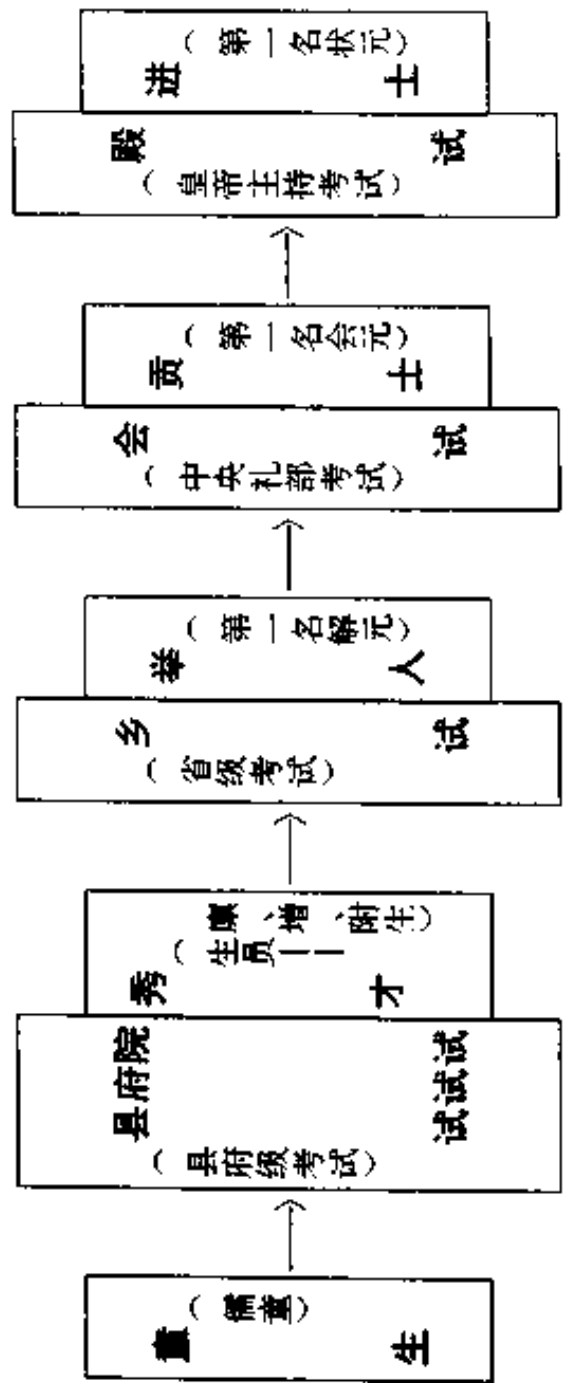 童生
(儒童)
县试
府试
院试
(县府级考试)
秀才
(生员——
廪、增、附生)
乡试
(省级考试)
举人
(第一名解元)
会试
(中央礼部考试)
贡士
(第一名会元)
殿试
(皇帝主持考试)
进士
(第一名状元)